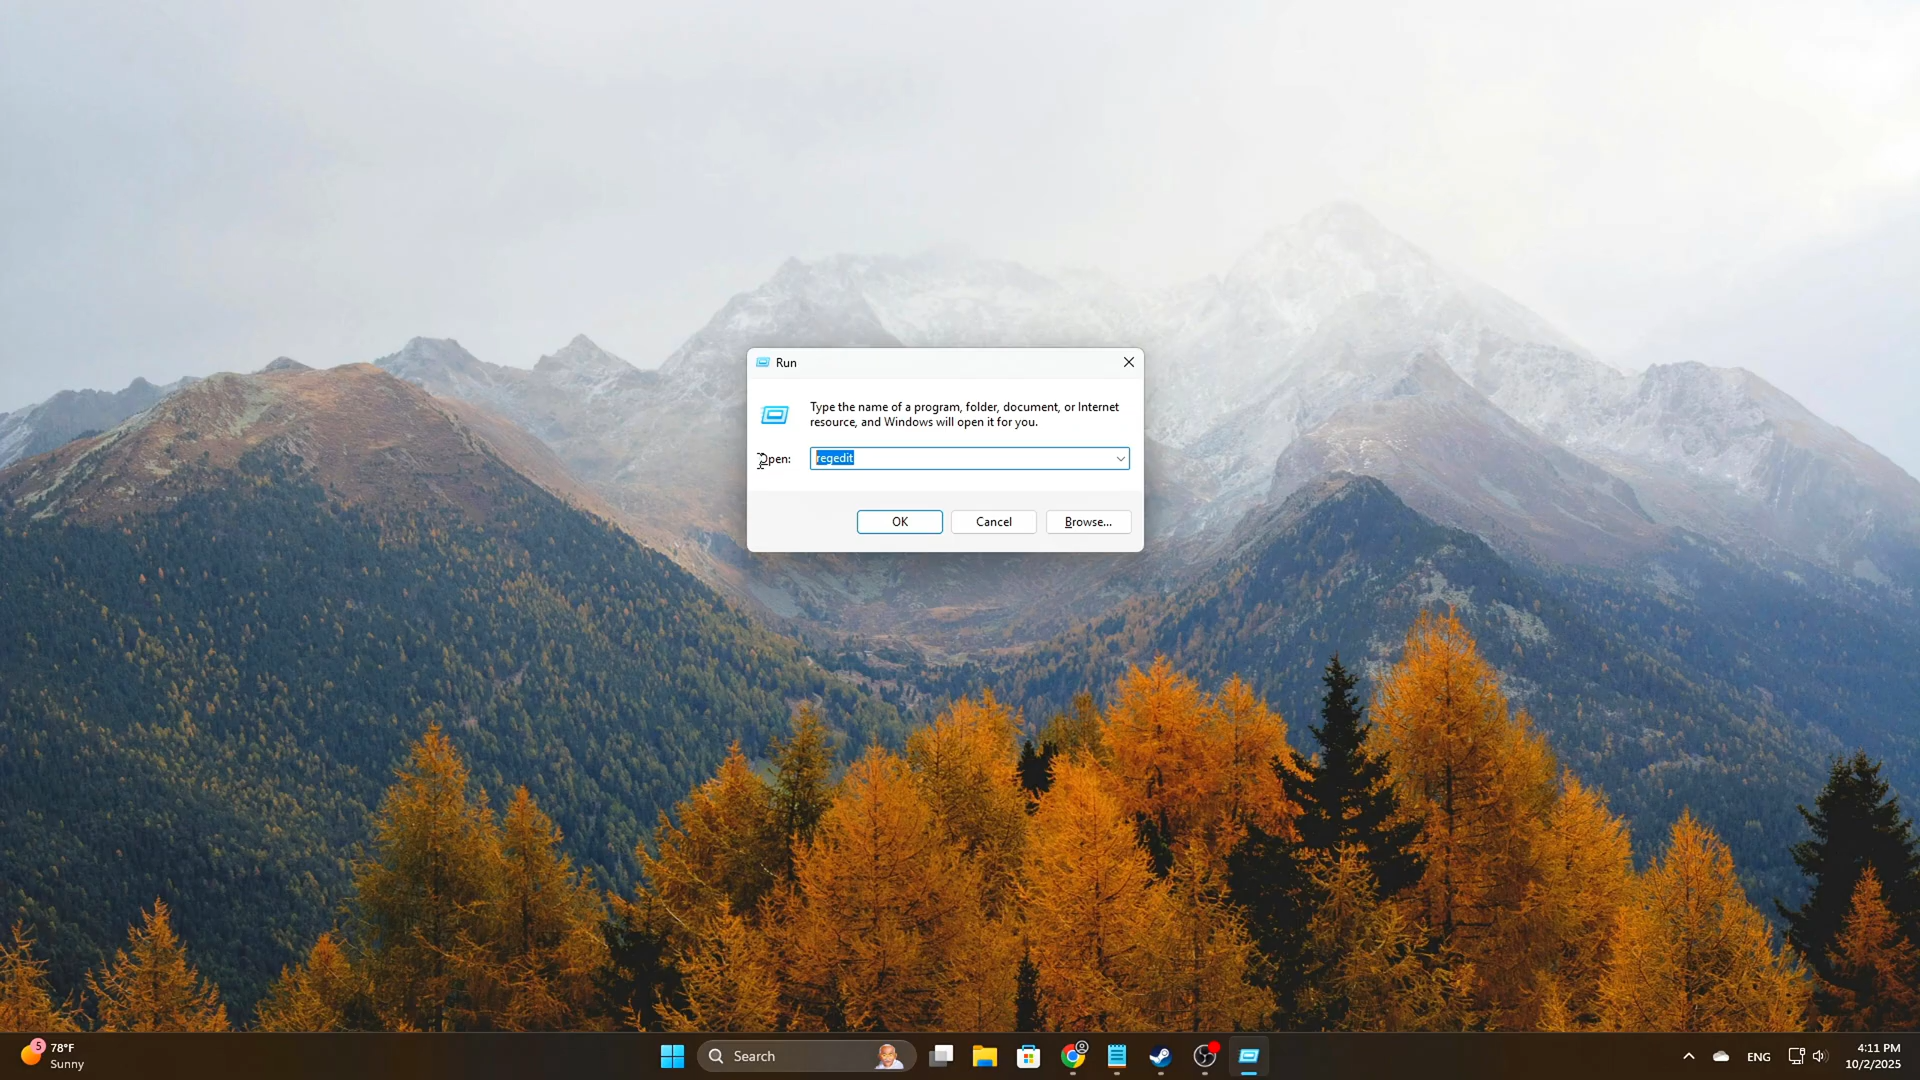 Run
Type the name of a program, folder, document, or Internet
resource, and Windows will open it for you.
Open:
regedit
OK
Cancel
Browse...
5
78°F
Sunny
Search
ENG
4:11 PM
10/2/2025